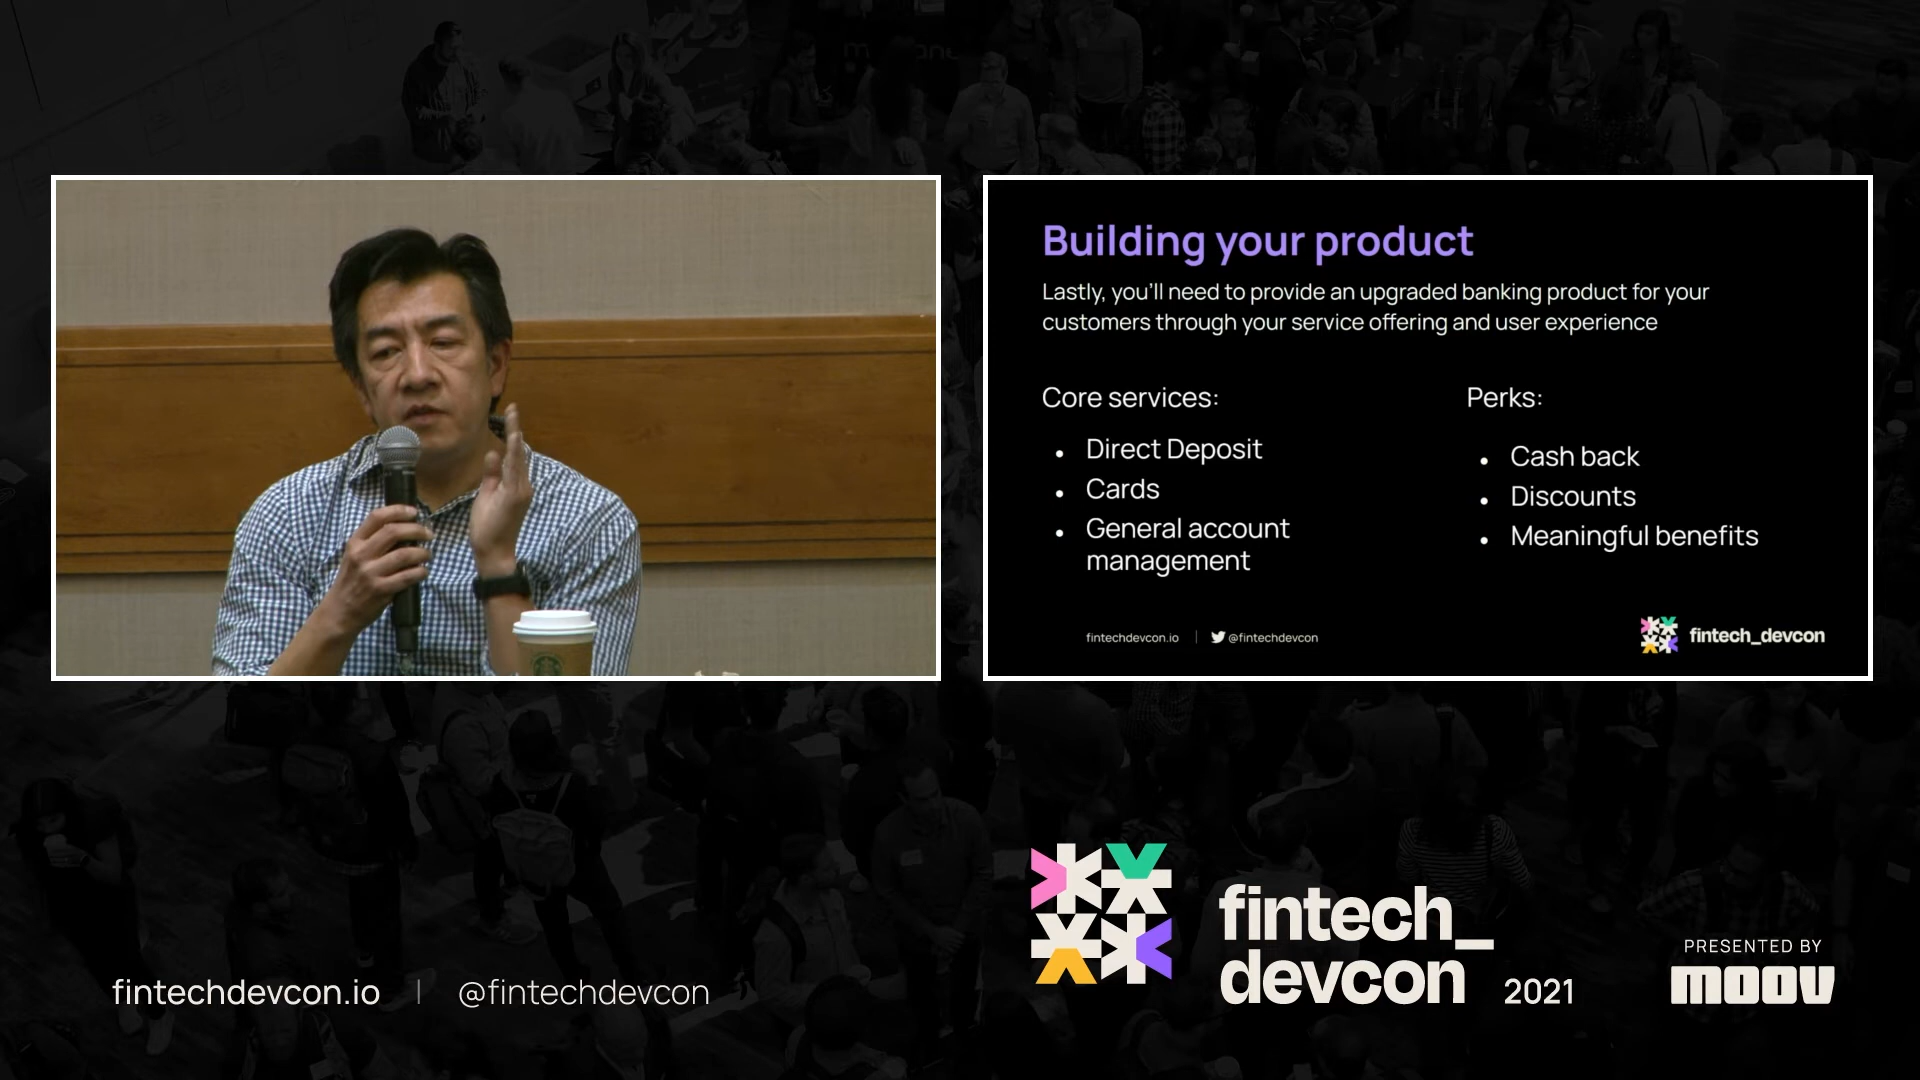 Building your product
Lastly, you'll need to provide an upgraded banking product for your
customers through your service offering and user experience
Core services:
• Direct Deposit
• Cards
• General account
management
Perks:
• Cash back
• Discounts
• Meaningful benefits
fintechdevcon.io | @fintechdevcon
fintech_devcon
fintechdevcon.io | @fintechdevcon
fintech_
devcon 2021
PRESENTED BY
moov